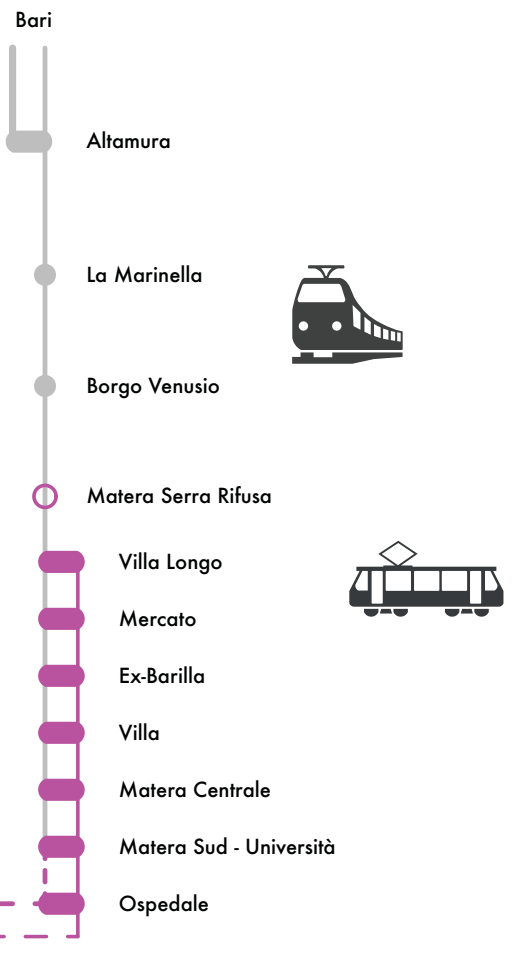 Bari
Altamura
La Marinella
Borgo Venusio
Matera Serra Rifusa
Villa Longo
Mercato
Ex-Barilla
Villa
Matera Centrale
Matera Sud - Università
Ospedale